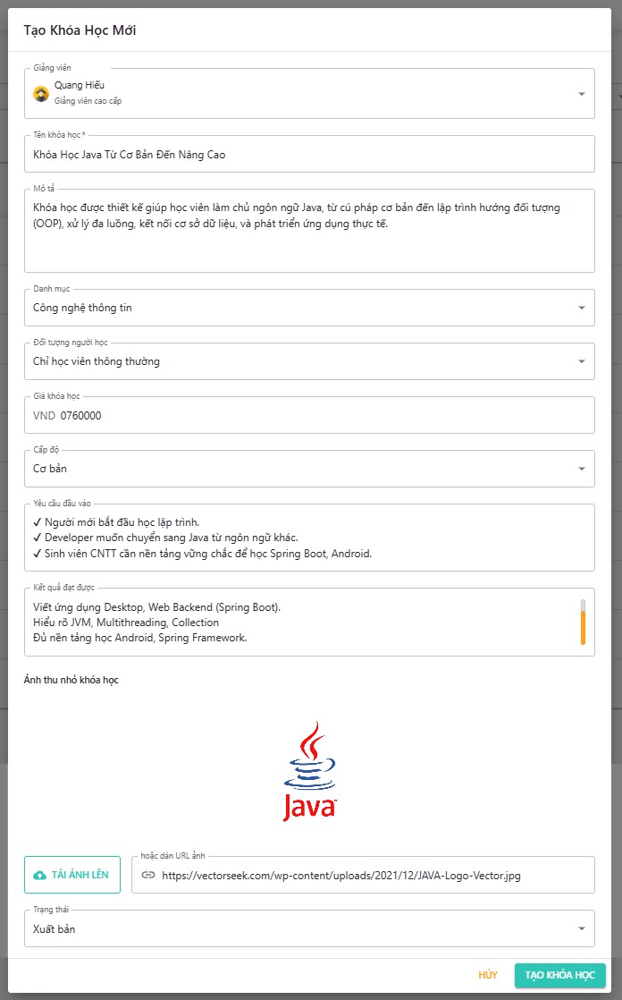 Tạo Khóa Học Mới
Giảng viên
Quang Hiếu
Giảng viên cao cấp
Tên khóa học *
Khóa Học Java Từ Cơ Bản Đến Nâng Cao
Mô tả
Khóa học được thiết kế giúp học viên làm chủ ngôn ngữ Java, từ cú pháp cơ bản đến lập trình hướng đối tượng
(OOP), xử lý đa luồng, kết nối cơ sở dữ liệu, và phát triển ứng dụng thực tế.
Danh mục
Công nghệ thông tin
Đối tượng người học
Chỉ học viên thông thường
Giá khóa học
VND 0760000
Cấp độ
Cơ bản
Yêu cầu đầu vào
✓ Người mới bắt đầu học lập trình.
✓ Developer muốn chuyển sang Java từ ngôn ngữ khác.
✓ Sinh viên CNTT cần nền tảng vững chắc để học Spring Boot, Android.
Kết quả đạt được
Viết ứng dụng Desktop, Web Backend (Spring Boot).
Hiểu rõ JVM, Multithreading, Collection
Đủ nền tảng học Android, Spring Framework.
Ảnh thu nhỏ khóa học
Java™
TẢI ẢNH LÊN
hoặc dán URL ảnh
https://vectorseek.com/wp-content/uploads/2021/12/JAVA-Logo-Vector.jpg
Trạng thái
Xuất bản
HỦY
TẠO KHÓA HỌC